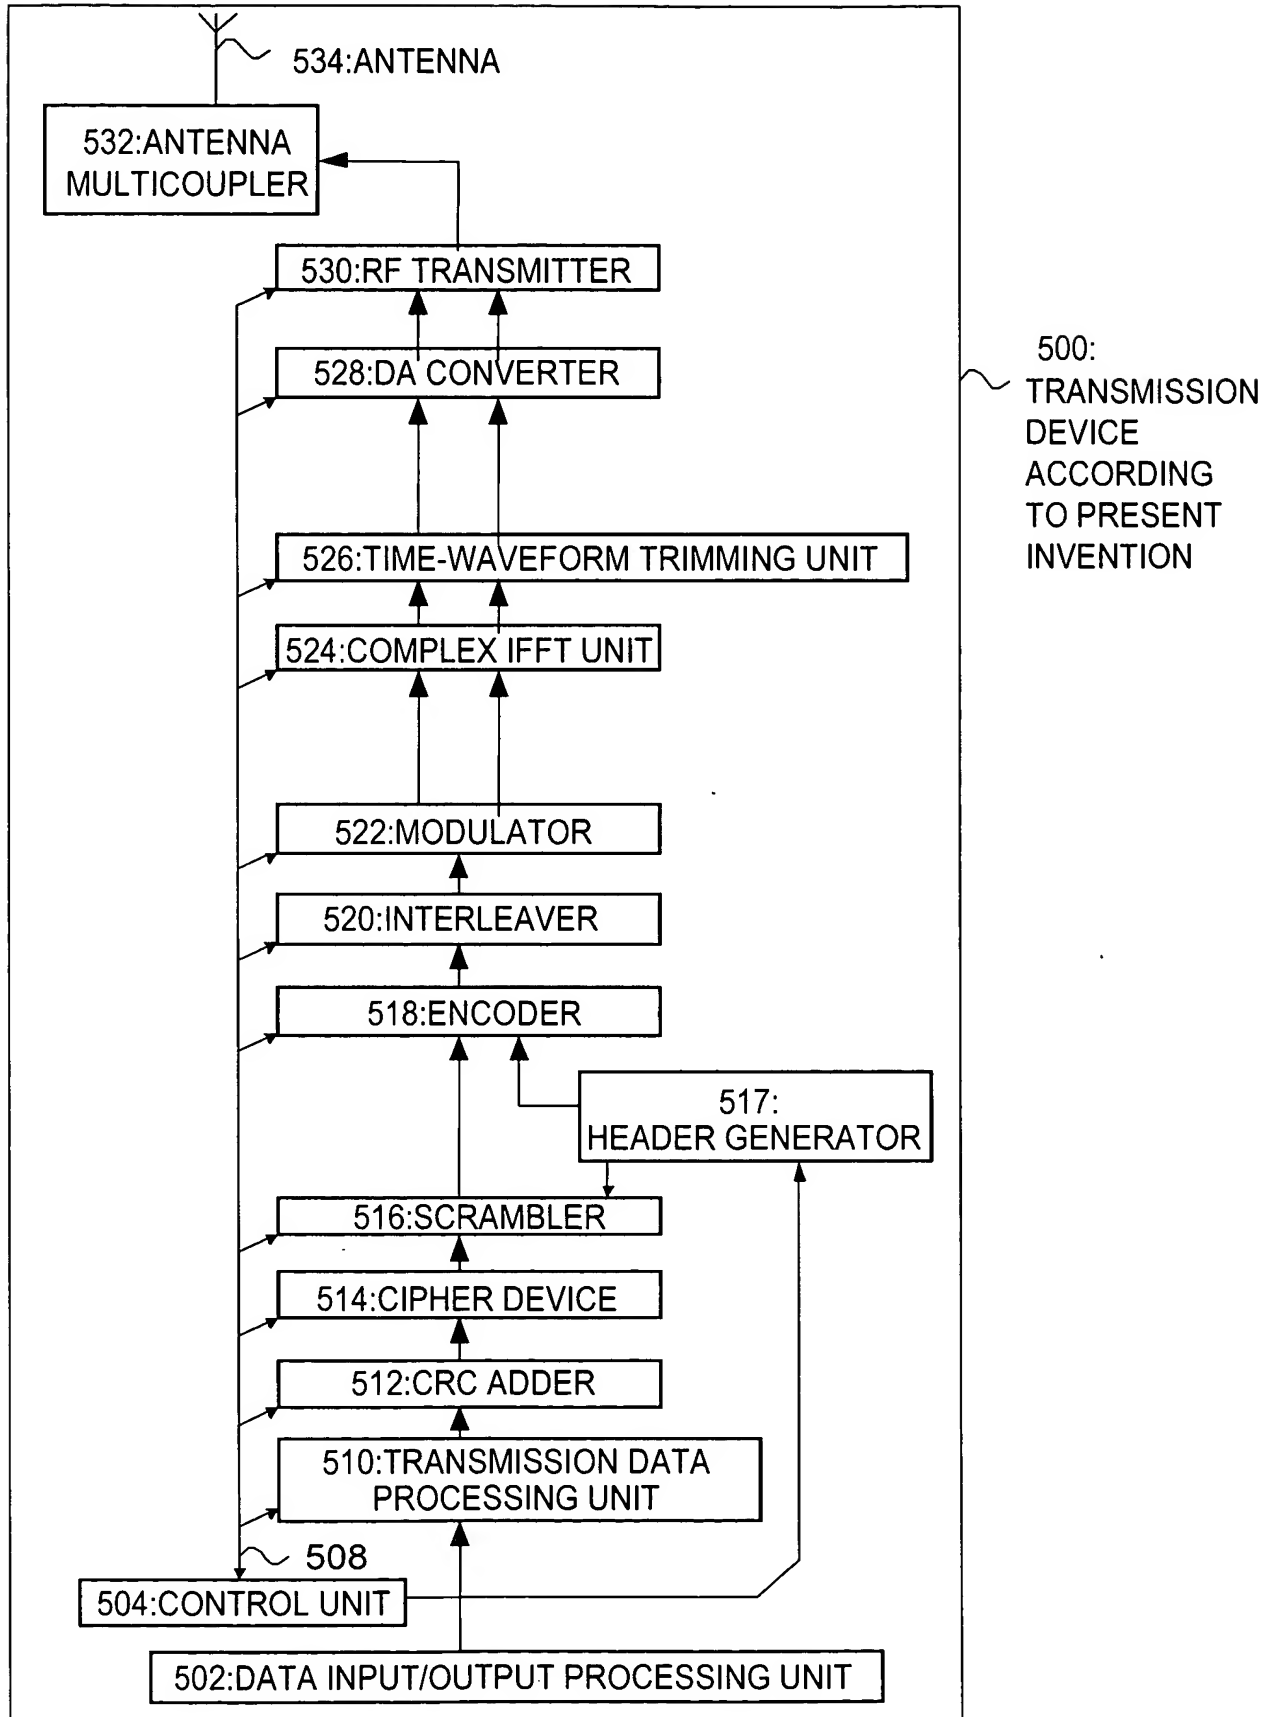 534:ANTENNA
532:ANTENNA
MULTICOUPLER
530:RF TRANSMITTER
528:DA CONVERTER
500:
TRANSMISSION
DEVICE
ACCORDING
TO PRESENT
INVENTION
526:TIME-WAVEFORM TRIMMING UNIT
524:COMPLEX IFFT UNIT
522:MODULATOR
520:INTERLEAVER
518:ENCODER
517:
HEADER GENERATOR
516:SCRAMBLER
514:CIPHER DEVICE
512:CRC ADDER
510:TRANSMISSION DATA
PROCESSING UNIT
508
504:CONTROL UNIT
502:DATA INPUT/OUTPUT PROCESSING UNIT